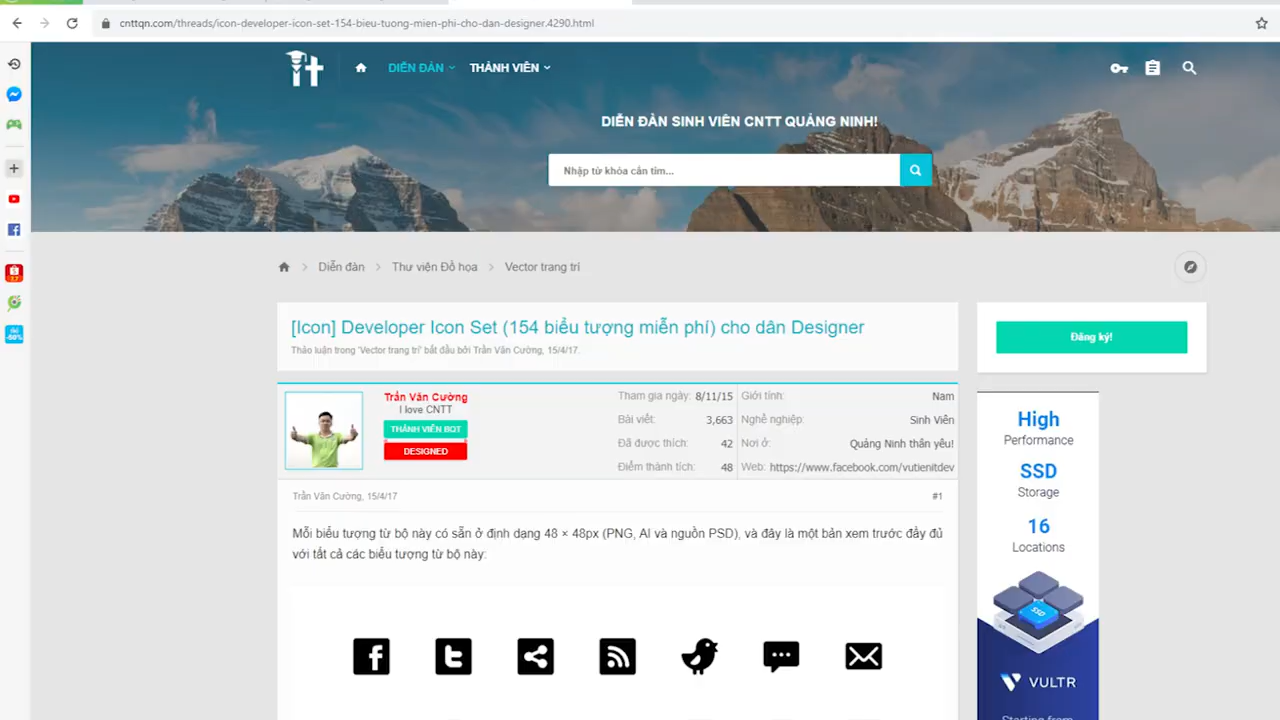 cnttqn.com/threads/icon-developer-icon-set-154-bieu-tuong-mien-phi-cho-dan-designer.4290.html
DIỄN ĐÀN
THÀNH VIÊN
DIỄN ĐÀN SINH VIÊN CNTT QUẢNG NINH!
Nhập từ khóa cần tìm...
Diễn đàn
Thư viện Đồ họa
Vector trang trí
[Icon] Developer Icon Set (154 biểu tượng miễn phí) cho dân Designer
Thảo luận trong 'Vector trang trí' bắt đầu bởi Trần Văn Cường, 15/4/17.
Đăng ký!
Trần Văn Cường
I love CNTT
THÀNH VIÊN BQT
DESIGNED
Tham gia ngày: 8/11/15
Bài viết: 3,663
Đã được thích: 42
Điểm thành tích: 48
Giới tính: Nam
Nghề nghiệp: Sinh Viên
Nơi ở: Quảng Ninh thân yêu!
Web: https://www.facebook.com/vutienitdev
Trần Văn Cường, 15/4/17
#1
Mỗi biểu tượng từ bộ này có sẵn ở định dạng 48 × 48px (PNG, AI và nguồn PSD), và đây là một bản xem trước đầy đủ
với tất cả các biểu tượng từ bộ này:
High
Performance
SSD
Storage
16
Locations
SSD
VULTR
Starting from